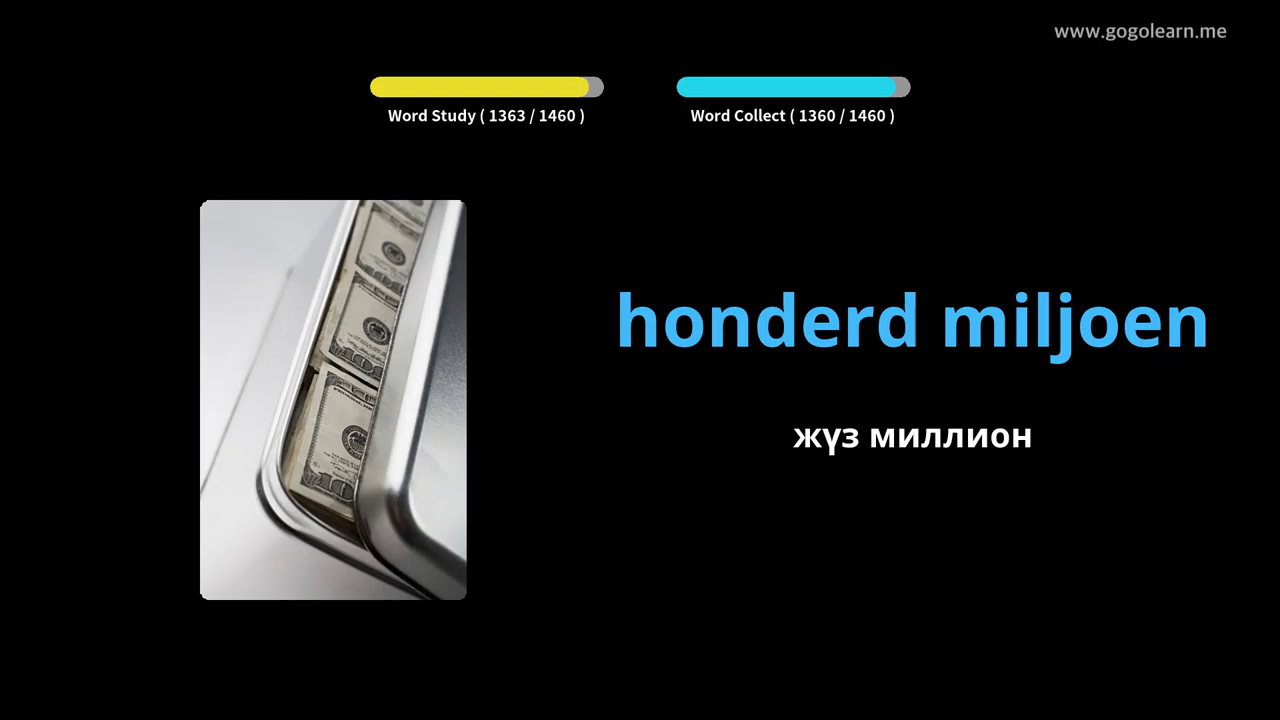 www.gogolearn.me
Word Study ( 1363 / 1460 )
Word Collect ( 1360 / 1460 )
honderd miljoen
жүз миллион